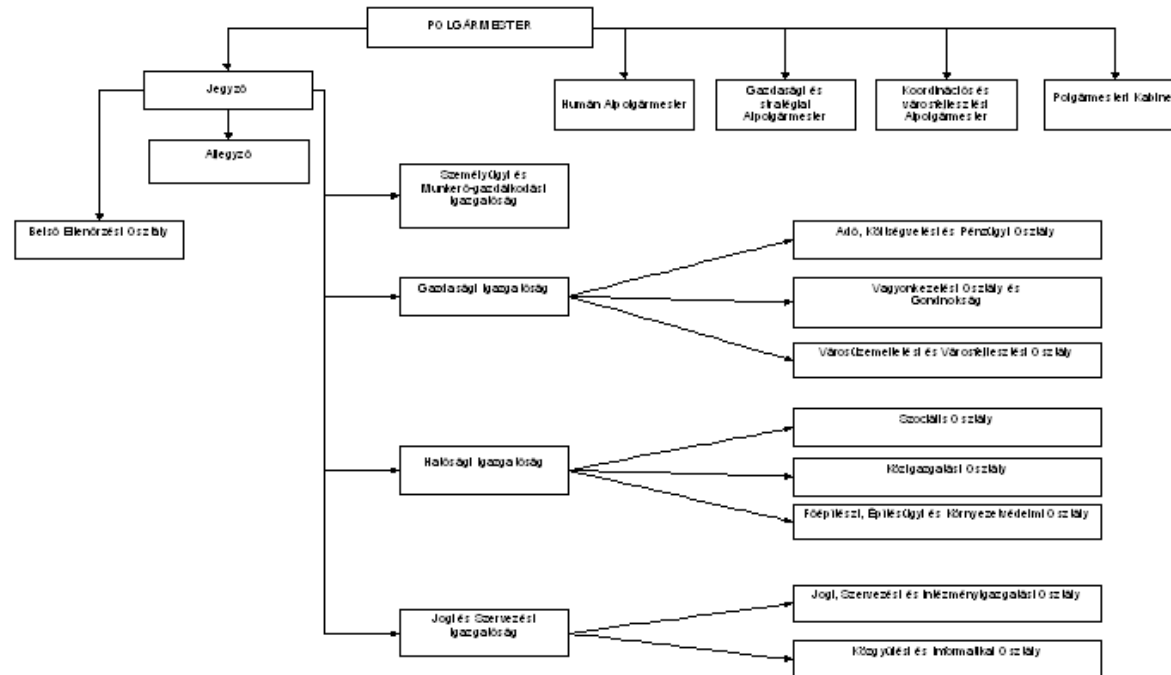 POLGÁRMESTER
Jegyző
Humán Alpolgármester
Gazdasági és
stratégiai
Alpolgármester
Koordinációs és
városfejlesztési
Alpolgármester
Polgármesteri Kabine
Aljegyző
Személyügyi és
Munkerő-gazdálkodási
Igazgatóság
Belső Ellenőrzési Osztály
Adó, Költségvetési és Pénzügyi Osztály
Gazdasági Igazgatóság
Vagyonkezelési Osztály és
Gondnokság
Városüzemeltetési és Városfejlesztési Osztály
Szociális Osztály
Hatósági Igazgatóság
Közigazgatási Osztály
Főépítészi, Építésügyi és Környezetvédelmi Osztály
Jogi, Szervezési és Intézményigazgatási Osztály
Jogi és Szervezési
Igazgatóság
Közgyűlési és Informatikai Osztály